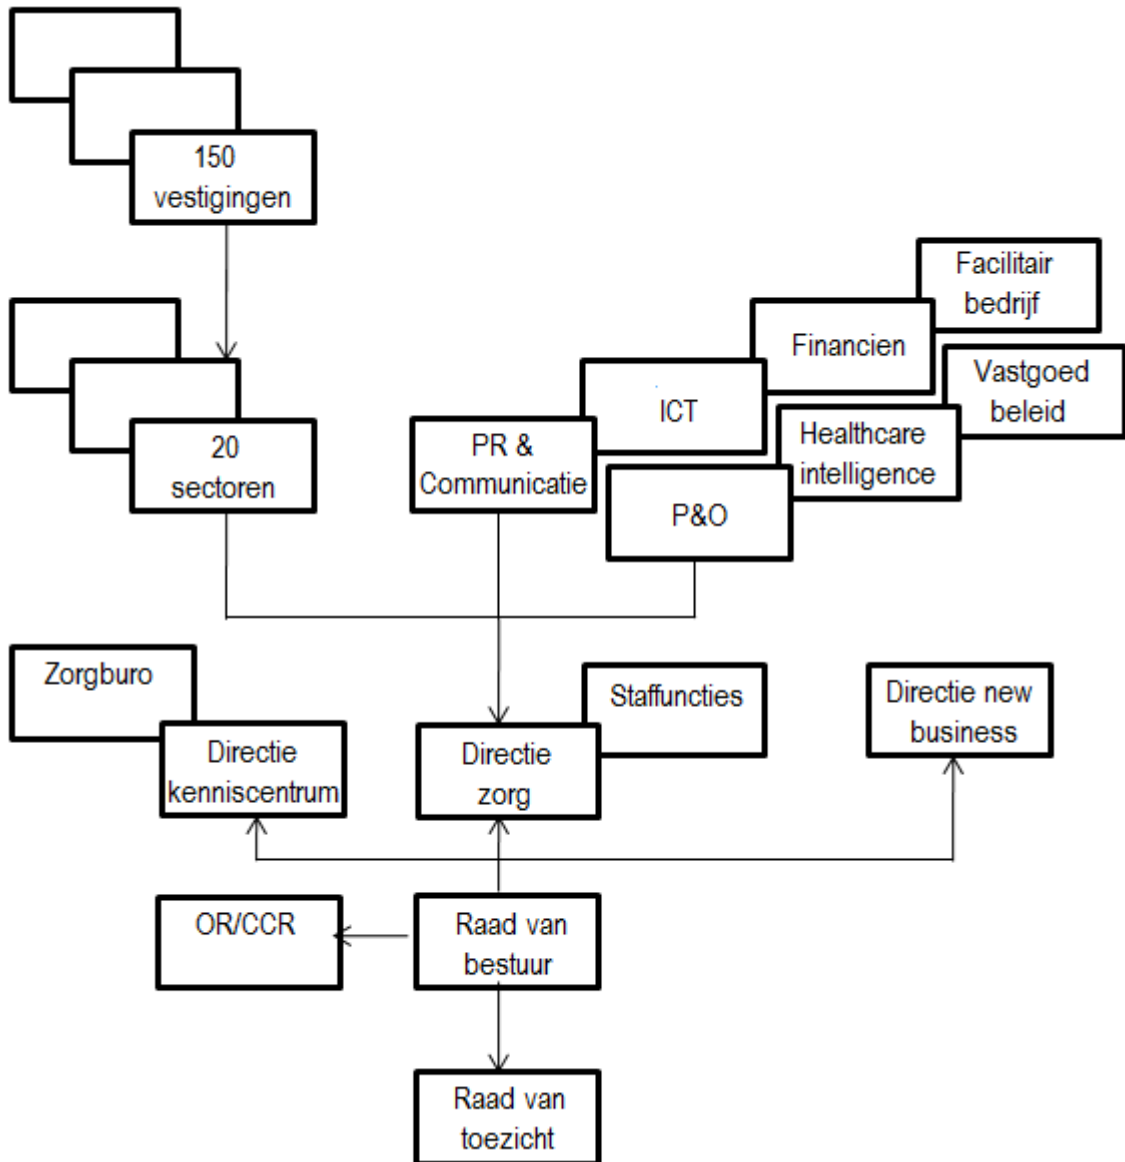 150
vestigingen
Facilitair
bedrijf
Financien
Vastgoed
beleid
ICT
Healthcare
intelligence
PR &
Communicatie
P&O
20
sectoren
Zorgburo
Staffuncties
Directie new
business
Directie
kenniscentrum
Directie
zorg
OR/CCR
Raad van
bestuur
Raad van
toezicht